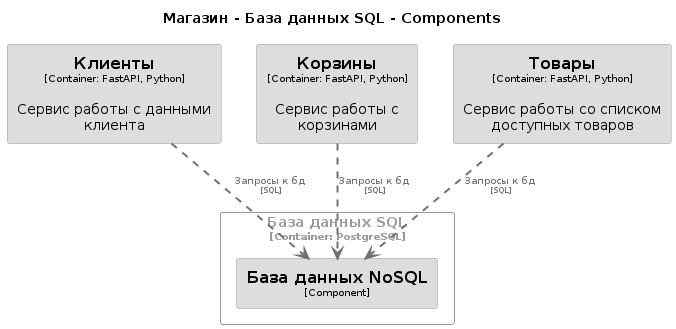 Магазин - База данных SQL - Components
Клиенты
[Container: FastAPI, Python]
Сервис работы с данными
клиента
Корзины
[Container: FastAPI, Python]
Сервис работы с
корзинами
Товары
[Container: FastAPI, Python]
Сервис работы со списком
доступных товаров
Запросы к бд
[SQL]
Запросы к бд
[SQL]
Запросы к бд
[SQL]
База данных SQL
[Container: PostgreSQL]
База данных NoSQL
[Component]